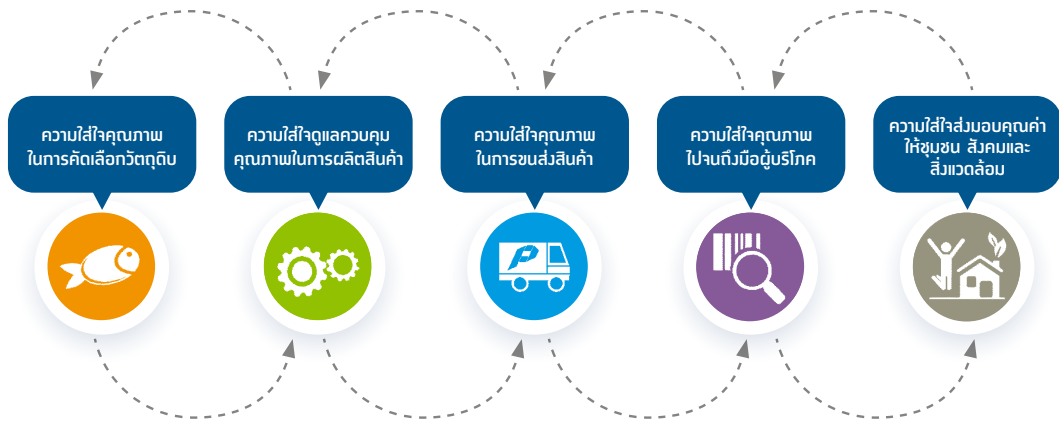 ความใส่ใจคุณภาพ
ในการคัดเลือกวัตถุดิบ
ความใส่ใจดูแลควบคุม
คุณภาพในการผลิตสินค้า
ความใส่ใจคุณภาพ
ในการขนส่งสินค้า
ความใส่ใจคุณภาพ
ไปจนถึงมือผู้บริโภค
ความใส่ใจส่งมอบคุณค่า
ให้ชุมชน สังคมและ
สิ่งแวดล้อม
P